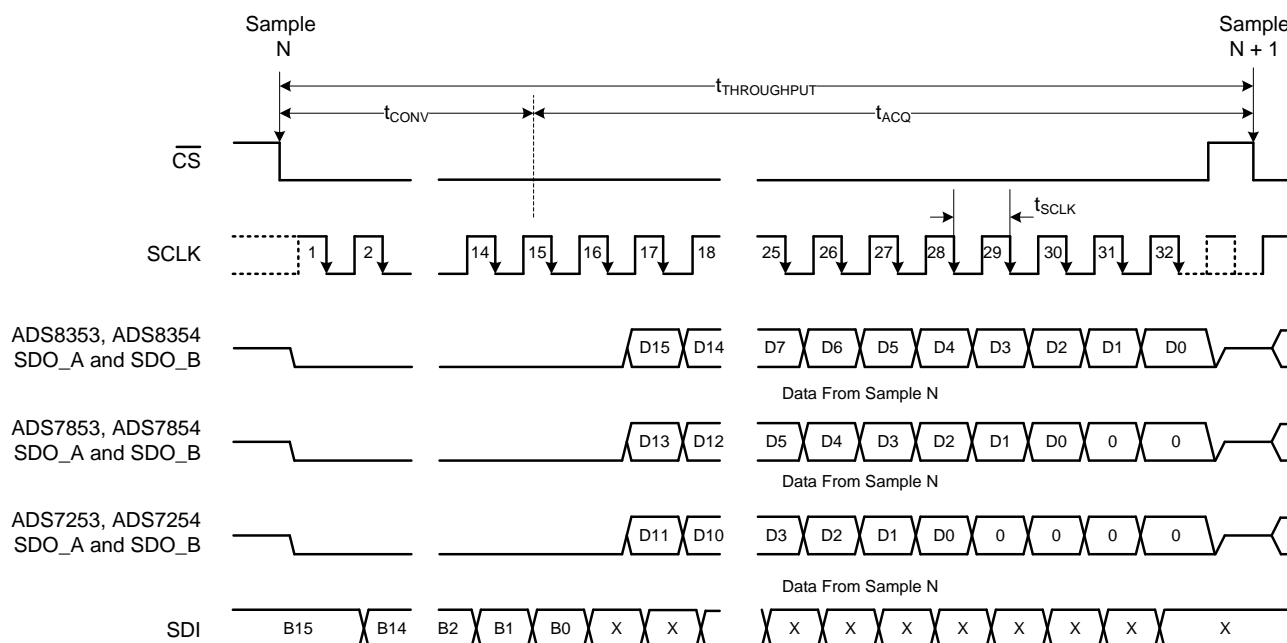 Sample
N
Sample
N + 1
tTHROUGHPUT
tCONV
tACQ
CS
tSCLK
SCLK
1 2 14 15 16 17 18 25 26 27 28 29 30 31 32
ADS8353, ADS8354
SDO_A and SDO_B
D15 D14 D7 D6 D5 D4 D3 D2 D1 D0
Data From Sample N
ADS7853, ADS7854
SDO_A and SDO_B
D13 D12 D5 D4 D3 D2 D1 D0 0 0
Data From Sample N
ADS7253, ADS7254
SDO_A and SDO_B
D11 D10 D3 D2 D1 D0 0 0 0 0
Data From Sample N
SDI
B15 B14 B2 B1 B0 X X X X X X X X X X